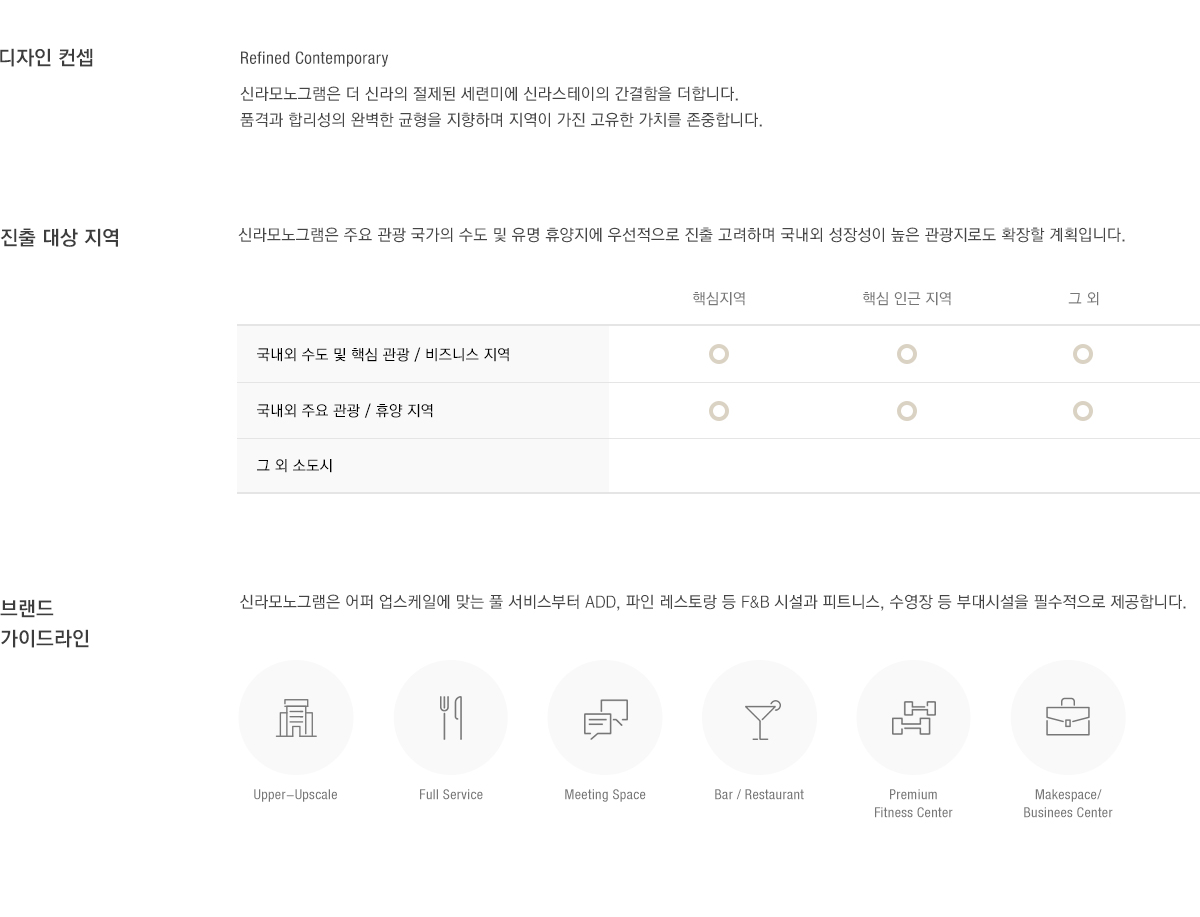 디자인 컨셉
Refined Contemporary
신라모노그램은 더 신라의 절제된 세련미에 신라스테이의 간결함을 더합니다.
품격과 합리성의 완벽한 균형을 지향하며 지역이 가진 고유한 가치를 존중합니다.
진출 대상 지역
신라모노그램은 주요 관광 국가의 수도 및 유명 휴양지에 우선적으로 진출 고려하며 국내외 성장성이 높은 관광지로도 확장할 계획입니다.
핵심지역 핵심 인근 지역 그 외
국내외 수도 및 핵심 관광 / 비즈니스 지역
국내외 주요 관광 / 휴양 지역
그 외 소도시
브랜드
가이드라인
신라모노그램은 어퍼 업스케일에 맞는 풀 서비스부터 ADD, 파인 레스토랑 등 F&B 시설과 피트니스, 수영장 등 부대시설을 필수적으로 제공합니다.
Upper–Upscale
Full Service
Meeting Space
Bar / Restaurant
Premium
Fitness Center
Makespace/
Businees Center